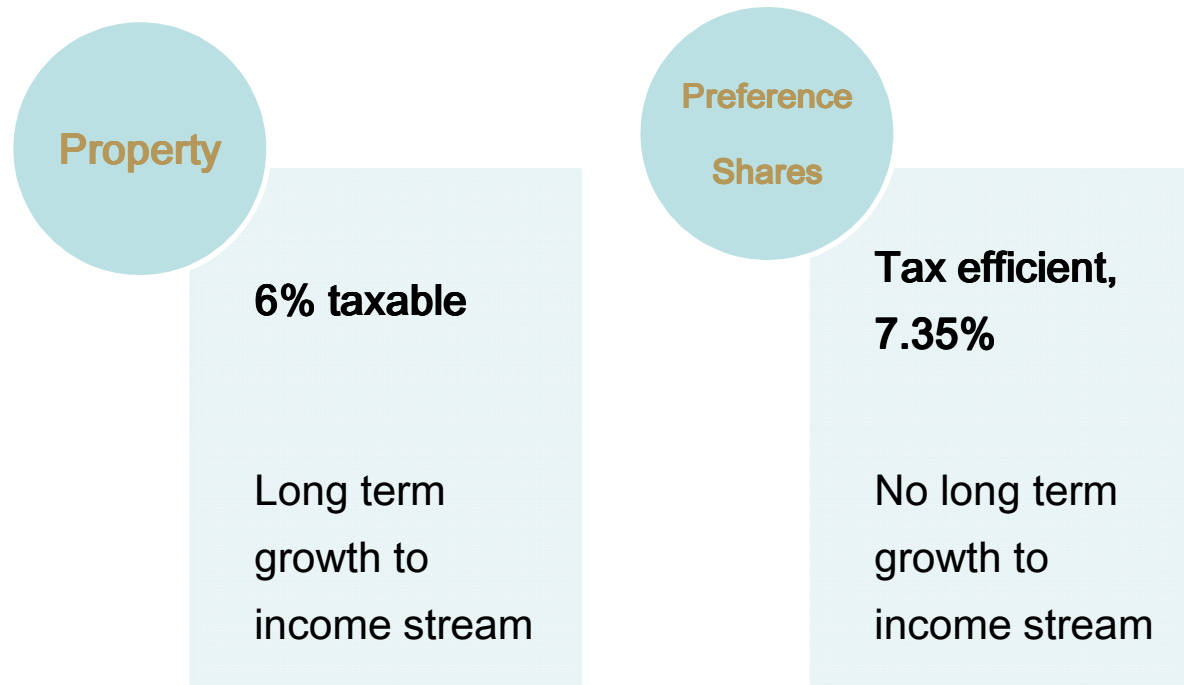 Property
6% taxable
Long term
growth to
income stream
Preference
Shares
Tax efficient,
7.35%
No long term
growth to
income stream